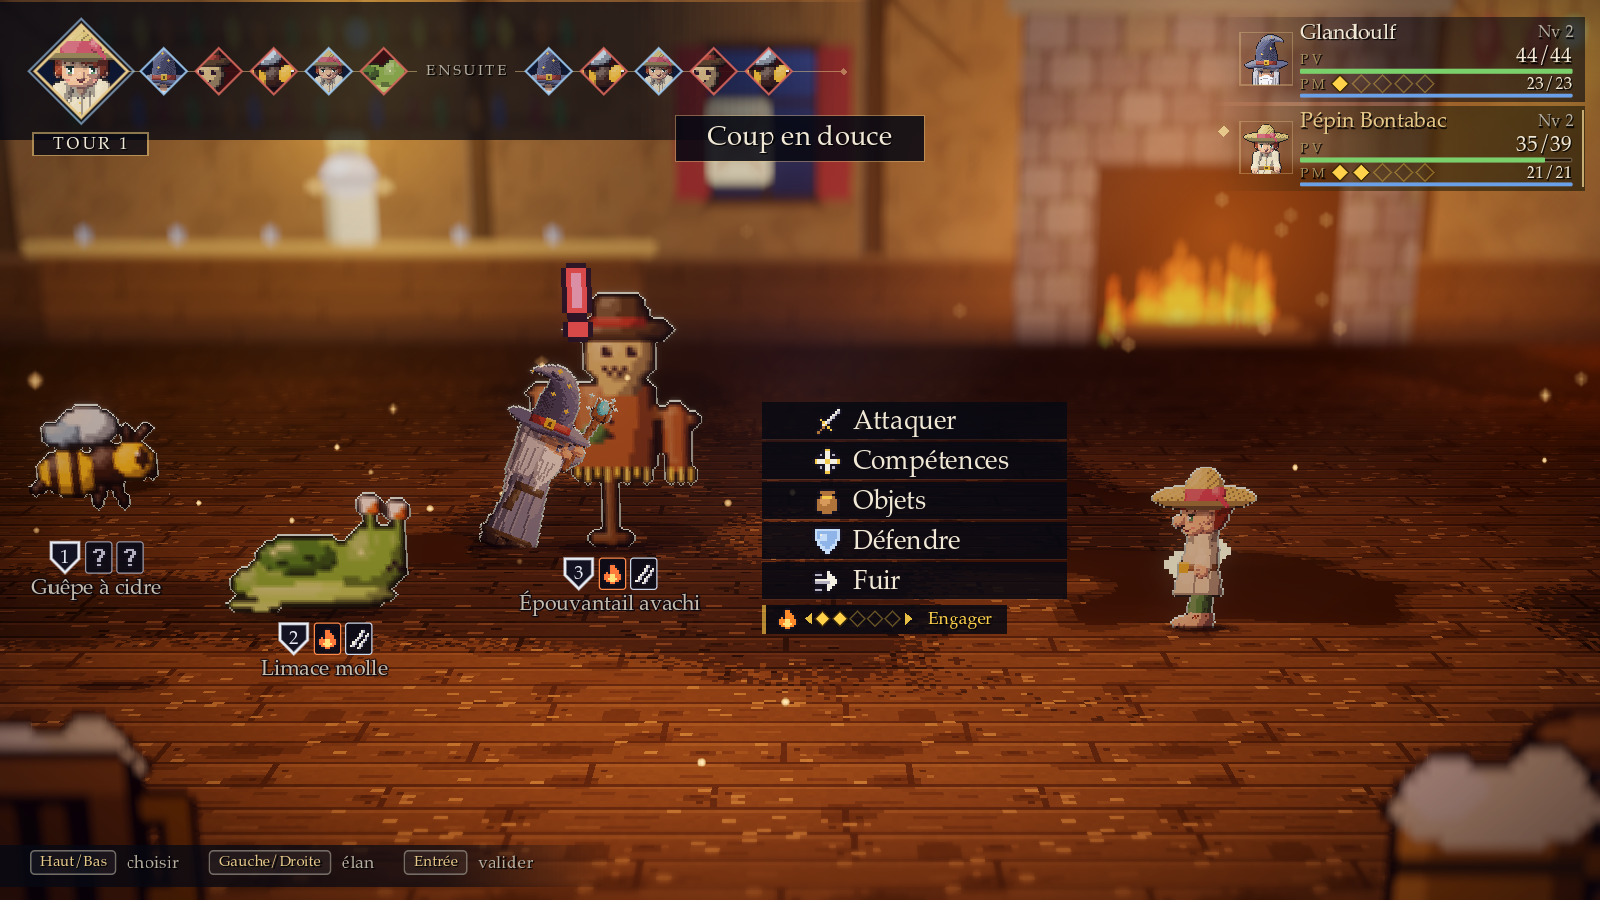 ENSUITE
TOUR 1
Coup en douce
Glandoulf Nv 2
PV 44/44
PM 23/23
Pépin Bontabac Nv 2
PV 35/39
PM 21/21
Attaquer
Compétences
Objets
Défendre
Fuir
Engager
1 ? ?
Guêpe à cidre
2
Limace molle
3
Épouvantail avachi
Haut/Bas choisir Gauche/Droite élan Entrée valider